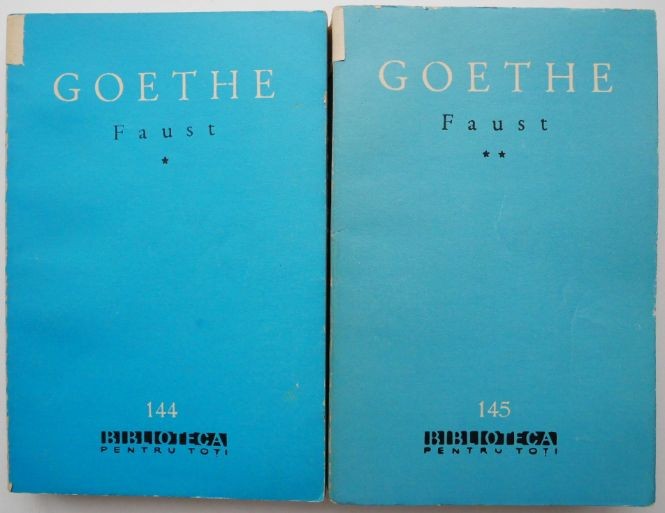 GOETHE
Faust
*
144
BIBLIOTECA
PENTRU TOȚI
GOETHE
Faust
**
145
BIBLIOTECA
PENTRU TOȚI